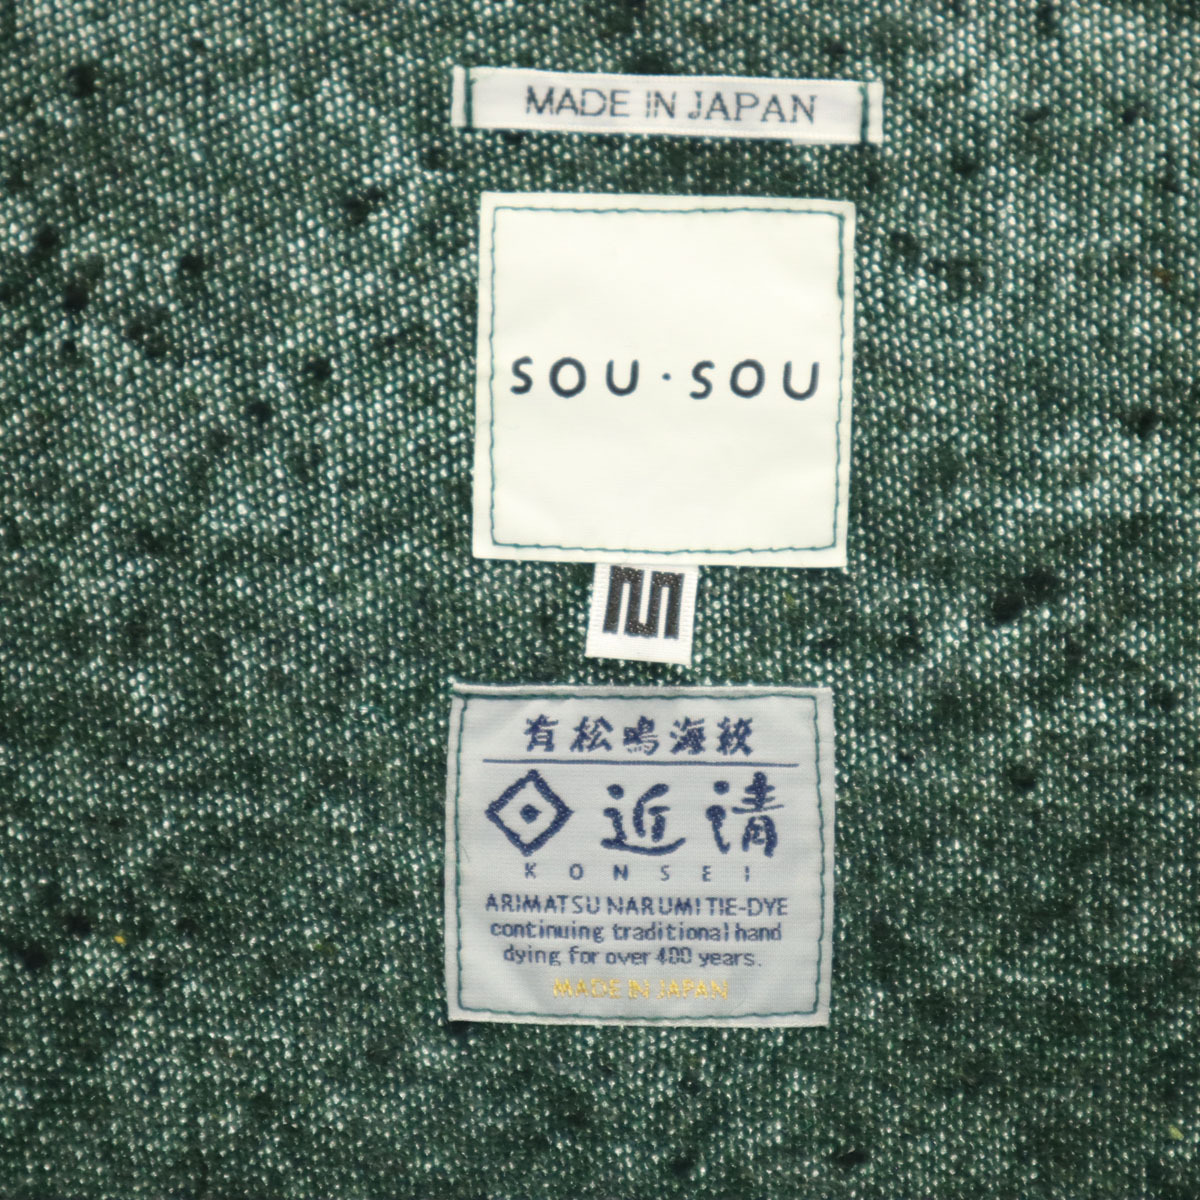 MADE IN JAPAN
SOU・SOU
M
有松鳴海絞
近清
KONSEI
ARIMATSU NARUMI TIE-DYE
continuing traditional hand
dying for over 400 years.
MADE IN JAPAN